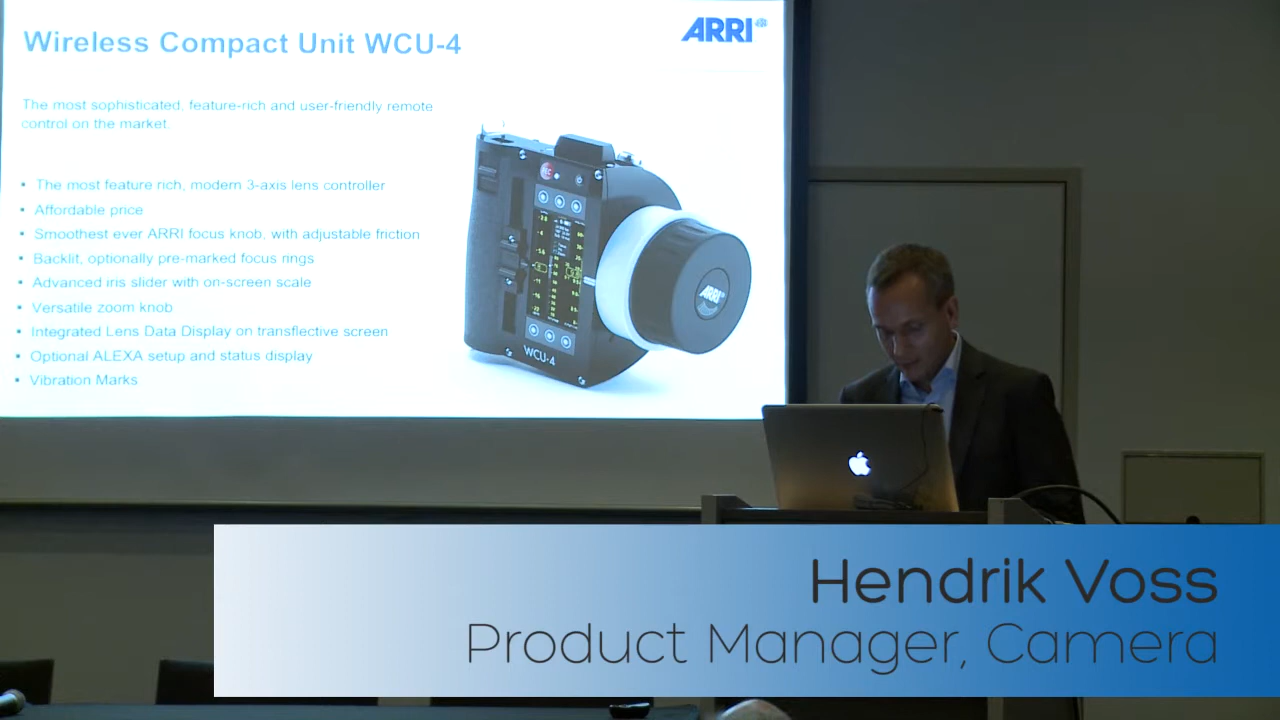 Wireless Compact Unit WCU-4
ARRI
The most sophisticated, feature-rich and user-friendly remote
control on the market.
• The most feature rich, modern 3-axis lens controller
• Affordable price
• Smoothest ever ARRI focus knob, with adjustable friction
• Backlit, optionally pre-marked focus rings
• Advanced iris slider with on-screen scale
• Versatile zoom knob
• Integrated Lens Data Display on transflective screen
• Optional ALEXA setup and status display
• Vibration Marks
ARRI
WCU-4
Hendrik Voss
Product Manager, Camera